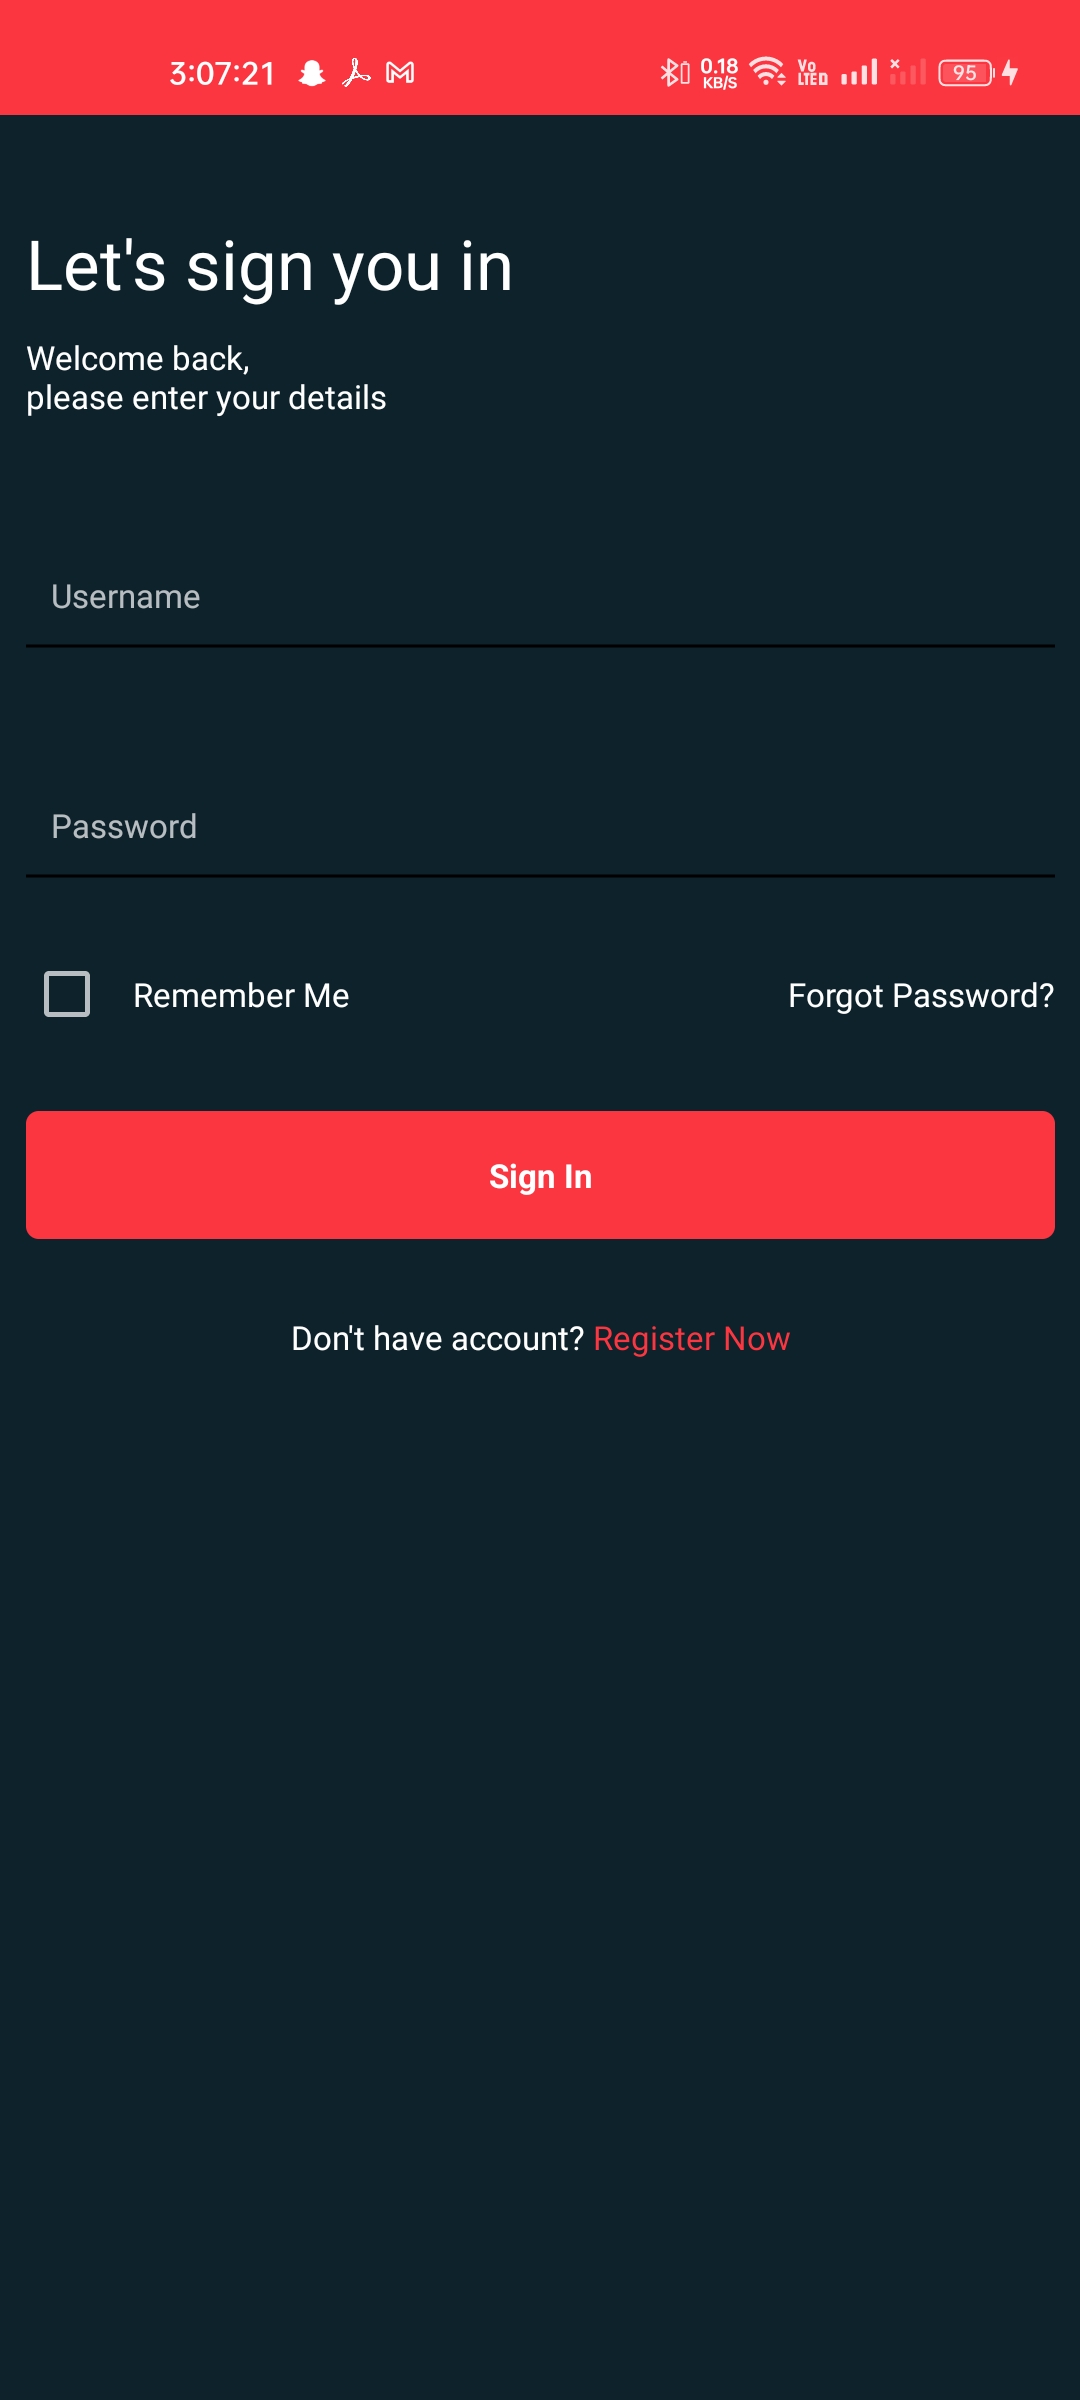 3:07:21 0.18 KB/S Vo LTE D 95
Let's sign you in
Welcome back,
please enter your details
Username
Password
Remember Me Forgot Password?
Sign In
Don't have account? Register Now